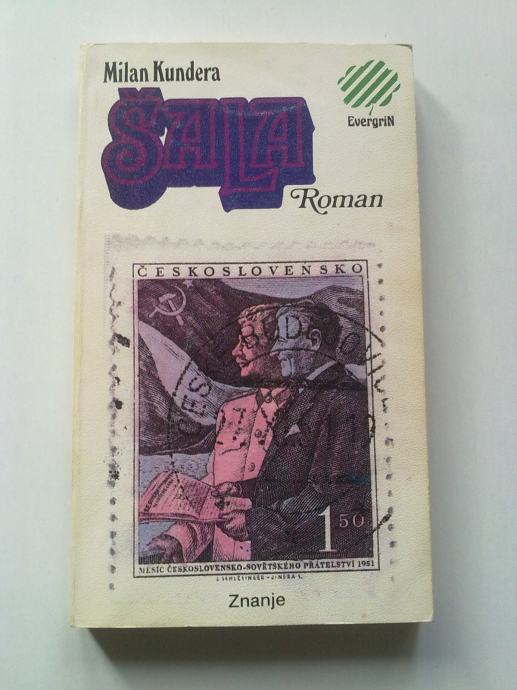 Milan Kundera
ŠALA
EvergriN
Roman
ČESKOSLOVENSKO
1 50
MĚSÍC ČESKOSLOVENSKO-SOVĚTSKÉHO PŘÁTELSTVÍ 1951
Znanje